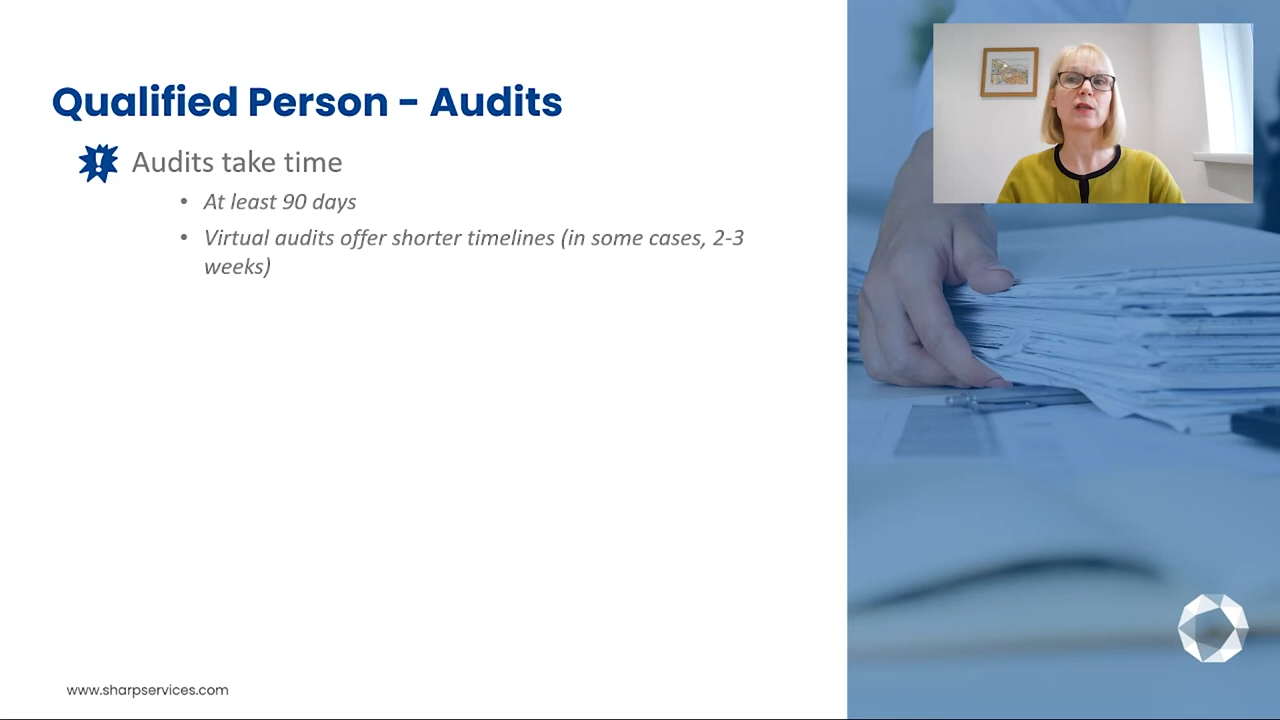 Qualified Person - Audits
! Audits take time
• At least 90 days
• Virtual audits offer shorter timelines (in some cases, 2-3
weeks)
www.sharpservices.com